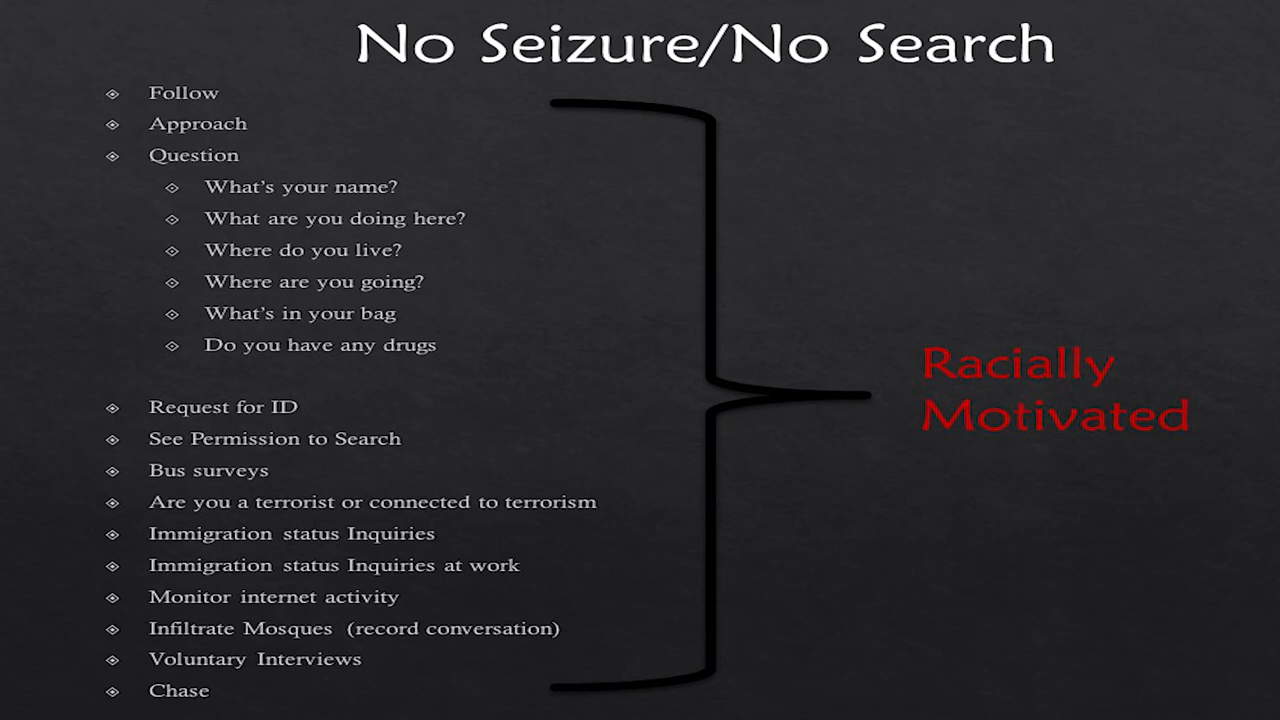 No Seizure/No Search
Follow
Approach
Question
What's your name?
What are you doing here?
Where do you live?
Where are you going?
What's in your bag
Do you have any drugs
Request for ID
See Permission to Search
Bus surveys
Are you a terrorist or connected to terrorism
Immigration status Inquiries
Immigration status Inquiries at work
Monitor internet activity
Infiltrate Mosques (record conversation)
Voluntary Interviews
Chase
Racially
Motivated